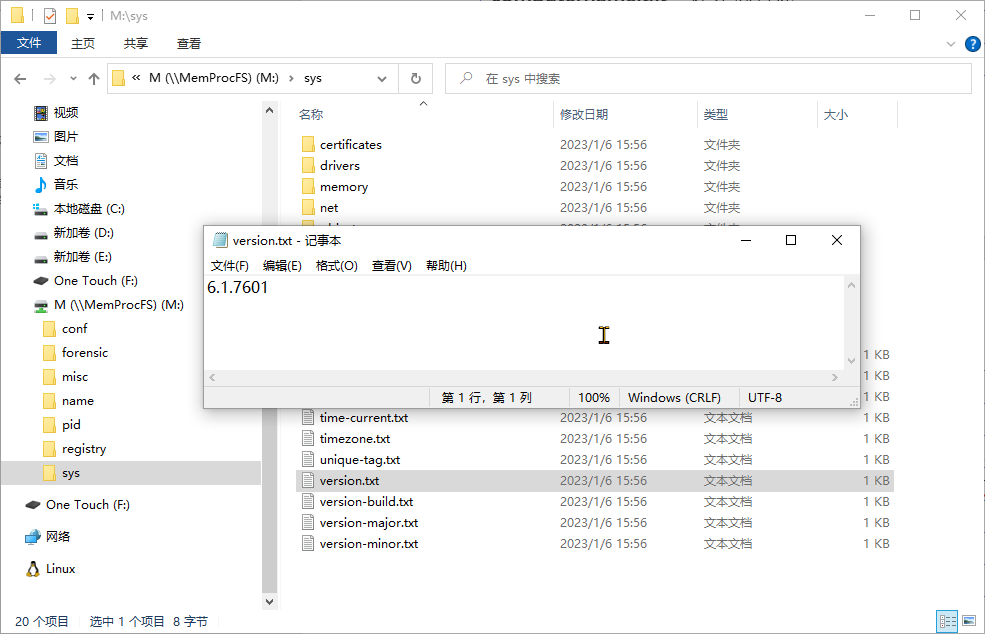 M:\sys
文件 主页 共享 查看
« M (\\MemProcFS) (M:) › sys
在 sys 中搜索
视频
图片
文档
音乐
本地磁盘 (C:)
新加卷 (D:)
新加卷 (E:)
One Touch (F:)
M (\\MemProcFS) (M:)
conf
forensic
misc
name
pid
registry
sys
One Touch (F:)
网络
Linux
名称 修改日期 类型 大小
certificates 2023/1/6 15:56 文件夹
drivers 2023/1/6 15:56 文件夹
memory 2023/1/6 15:56 文件夹
net 2023/1/6 15:56 文件夹
version.txt - 记事本
文件(F) 编辑(E) 格式(O) 查看(V) 帮助(H)
6.1.7601
第 1 行，第 1 列 100% Windows (CRLF) UTF-8
1 KB
1 KB
1 KB
time-current.txt 2023/1/6 15:56 文本文档 1 KB
timezone.txt 2023/1/6 15:56 文本文档 1 KB
unique-tag.txt 2023/1/6 15:56 文本文档 1 KB
version.txt 2023/1/6 15:56 文本文档 1 KB
version-build.txt 2023/1/6 15:56 文本文档 1 KB
version-major.txt 2023/1/6 15:56 文本文档 1 KB
version-minor.txt 2023/1/6 15:56 文本文档 1 KB
20 个项目 选中 1 个项目 8 字节